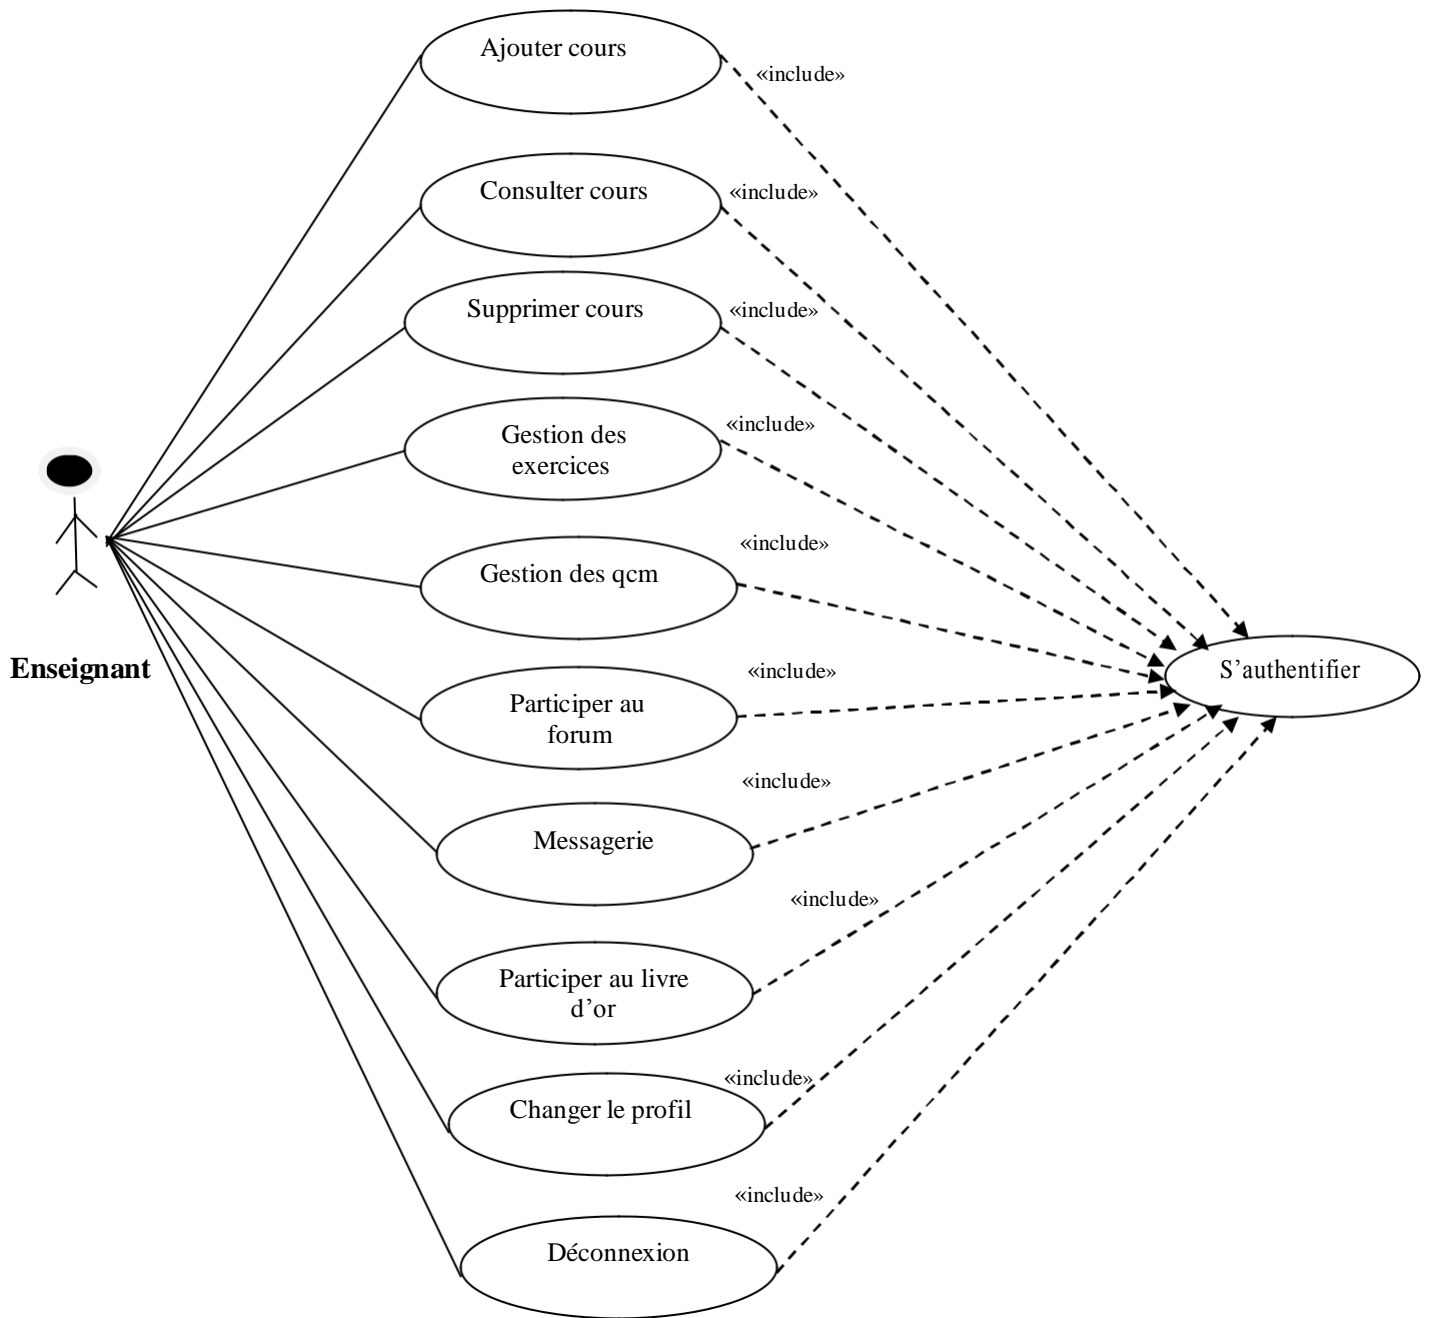 Ajouter cours
«include»
Consulter cours
«include»
Supprimer cours
«include»
Gestion des
exercices
«include»
Gestion des qcm
«include»
Enseignant
S’authentifier
Participer au
forum
«include»
Messagerie
«include»
Participer au livre
d’or
«include»
Changer le profil
«include»
Déconnexion
«include»